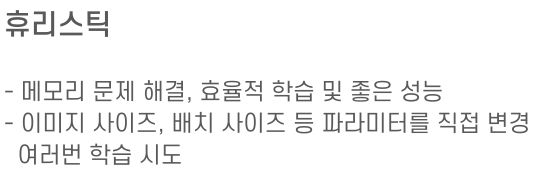 휴리스틱
- 메모리 문제 해결, 효율적 학습 및 좋은 성능
- 이미지 사이즈, 배치 사이즈 등 파라미터를 직접 변경
여러번 학습 시도